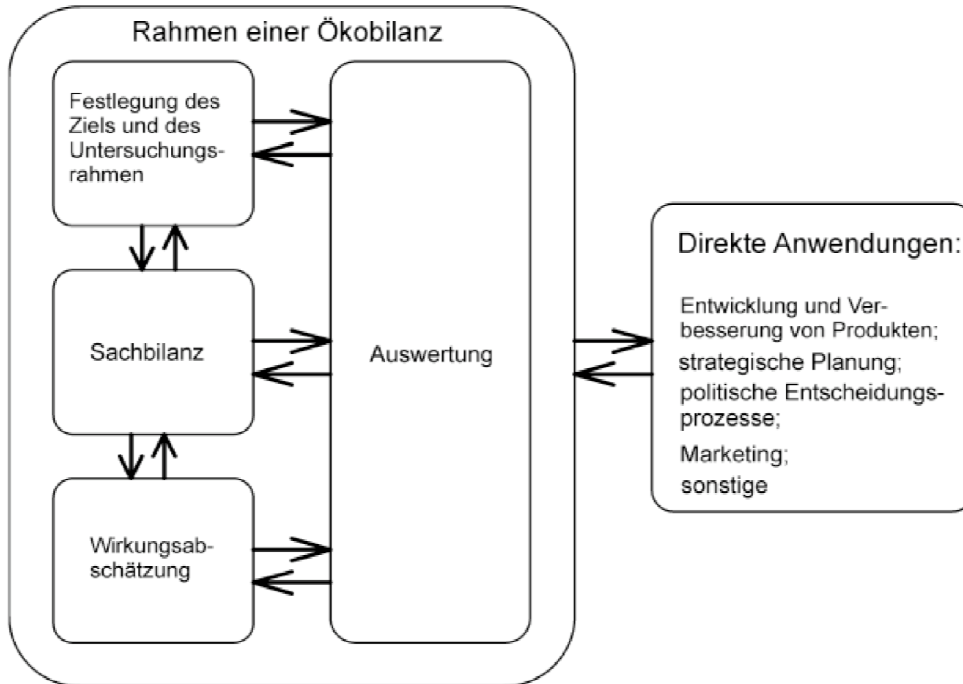 Rahmen einer Ökobilanz
Festlegung des
Ziels und des
Untersuchungs-
rahmen
Sachbilanz
Wirkungsab-
schätzung
Auswertung
Direkte Anwendungen:
Entwicklung und Ver-
besserung von Produkten;
strategische Planung;
politische Entscheidungs-
prozesse;
Marketing;
sonstige